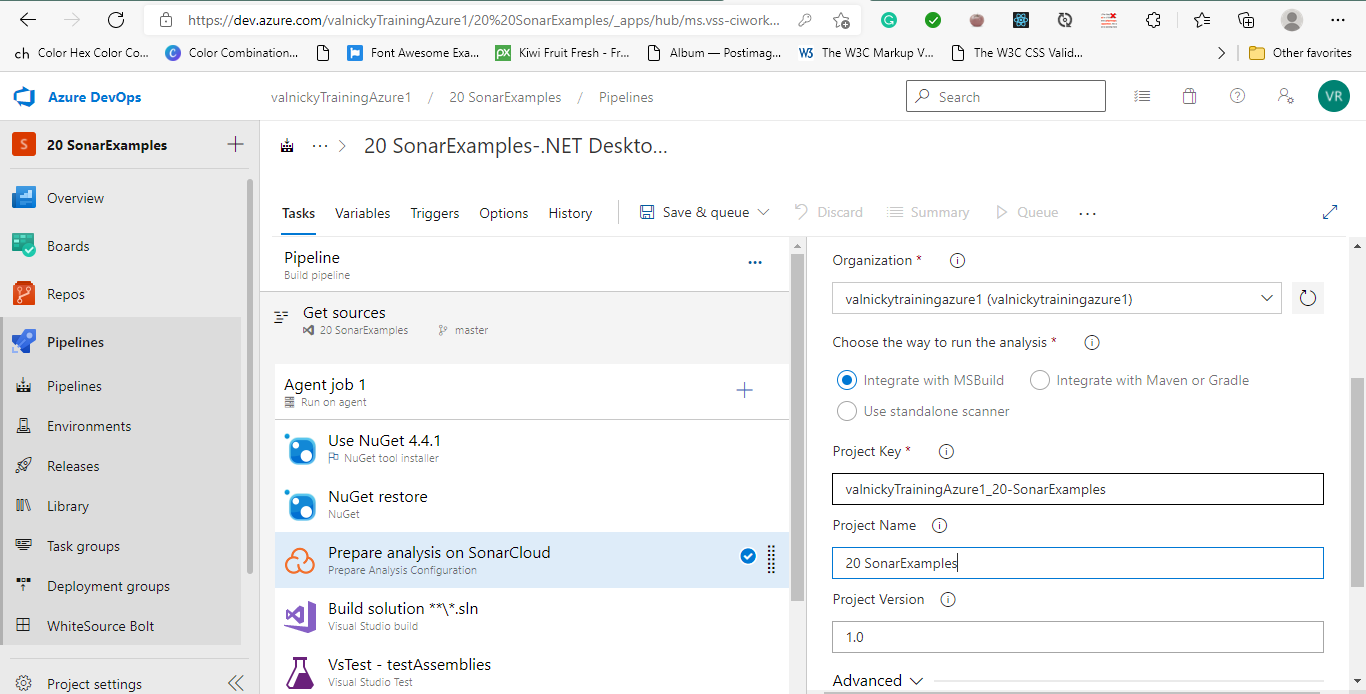 https://dev.azure.com/valnickyTrainingAzure1/20%20SonarExamples/_apps/hub/ms.vss-ciwork...
ch Color Hex Color Co...
C Color Combination...
Font Awesome Exa...
px Kiwi Fruit Fresh - Fr...
Album — Postimag...
W3 The W3C Markup V...
The W3C CSS Valid...
Other favorites
Azure DevOps
valnickyTrainingAzure1 / 20 SonarExamples / Pipelines
Search
VR
S 20 SonarExamples
Overview
Boards
Repos
Pipelines
Pipelines
Environments
Releases
Library
Task groups
Deployment groups
WhiteSource Bolt
Project settings
... > 20 SonarExamples-.NET Deskto...
Tasks Variables Triggers Options History Save & queue Discard Summary Queue ...
Pipeline
Build pipeline
Get sources
20 SonarExamples master
Agent job 1
Run on agent
Use NuGet 4.4.1
NuGet tool installer
NuGet restore
NuGet
Prepare analysis on SonarCloud
Prepare Analysis Configuration
Build solution **\*.sln
Visual Studio build
VsTest - testAssemblies
Visual Studio Test
Organization *
valnickytrainingazure1 (valnickytrainingazure1)
Choose the way to run the analysis *
Integrate with MSBuild Integrate with Maven or Gradle
Use standalone scanner
Project Key *
valnickyTrainingAzure1_20-SonarExamples
Project Name
20 SonarExamples
Project Version
1.0
Advanced